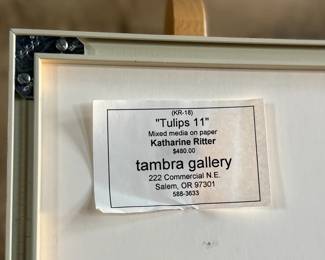 (KR-18)
"Tulips 11"
Mixed media on paper
Katharine Ritter
$480.00
tambra gallery
222 Commercial N.E.
Salem, OR 97301
588-3633